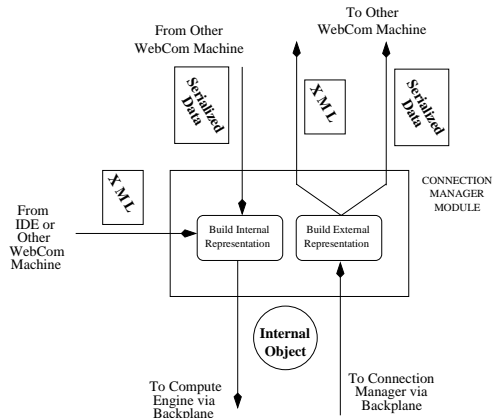 From Other
WebCom Machine
To Other
WebCom Machine
Serialized
Data
XML
Serialized
Data
XML
CONNECTION
MANAGER
MODULE
From
IDE or
Other
WebCom
Machine
Build Internal
Representation
Build External
Representation
Internal
Object
To Compute
Engine via
Backplane
To Connection
Manager via
Backplane